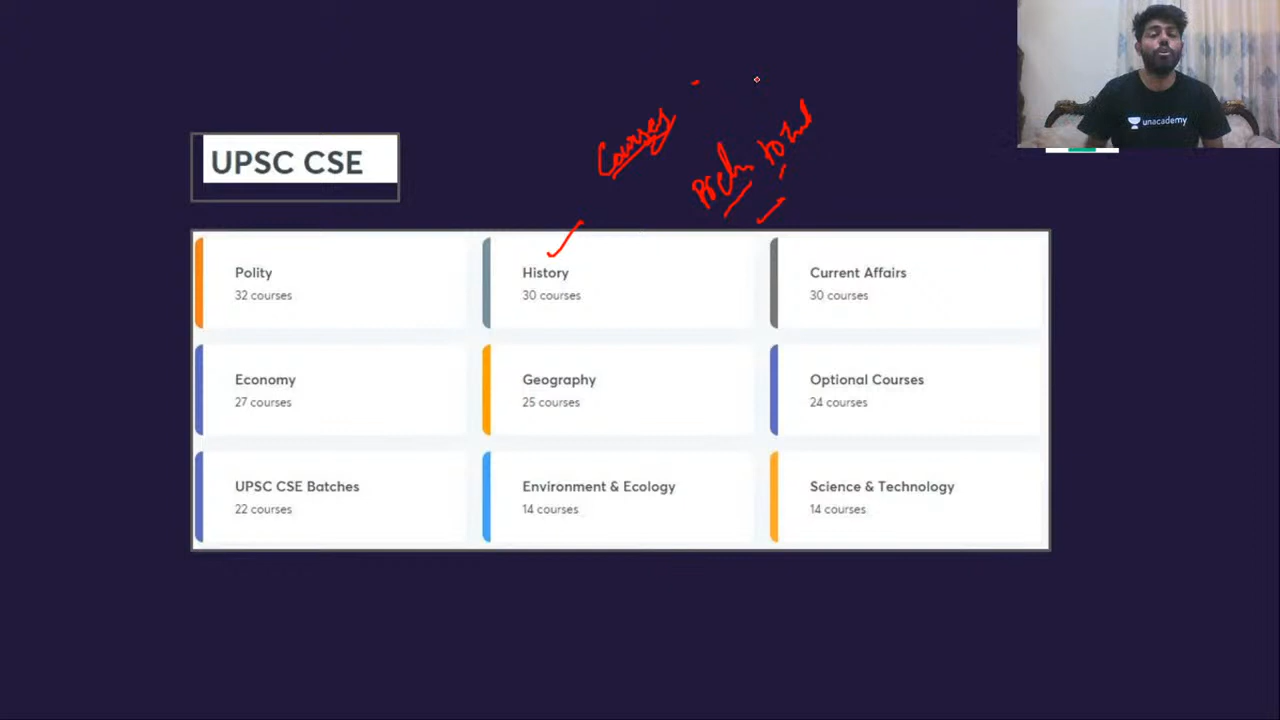 unacademy
Courses
UPSC CSE
Polity
32 courses
History
30 courses
Current Affairs
30 courses
Economy
27 courses
Geography
25 courses
Optional Courses
24 courses
UPSC CSE Batches
22 courses
Environment & Ecology
14 courses
Science & Technology
14 courses